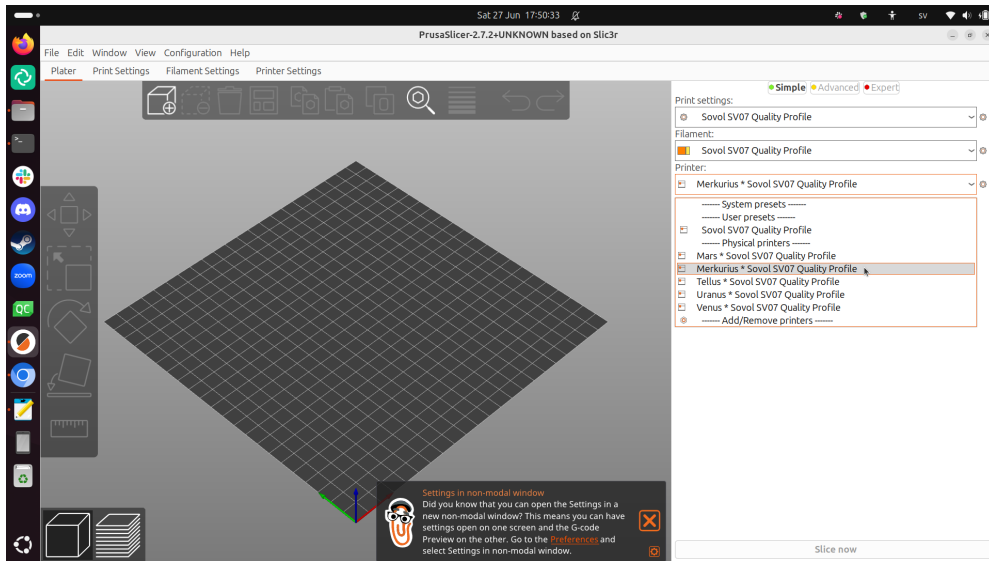 Sat 27 Jun 17:50:33
sv
PrusaSlicer-2.7.2+UNKNOWN based on Slic3r
File Edit Window View Configuration Help
Plater Print Settings Filament Settings Printer Settings
Simple Advanced Expert
Print settings:
Sovol SV07 Quality Profile
Filament:
Sovol SV07 Quality Profile
Printer:
Merkurius * Sovol SV07 Quality Profile
------- System presets -------
------- User presets -------
Sovol SV07 Quality Profile
------- Physical printers -------
Mars * Sovol SV07 Quality Profile
Merkurius * Sovol SV07 Quality Profile
Tellus * Sovol SV07 Quality Profile
Uranus * Sovol SV07 Quality Profile
Venus * Sovol SV07 Quality Profile
------- Add/Remove printers -------
zoom
QC
Settings in non-modal window
Did you know that you can open the Settings in a
new non-modal window? This means you can have
settings open on one screen and the G-code
Preview on the other. Go to the Preferences and
select Settings in non-modal window.
Slice now